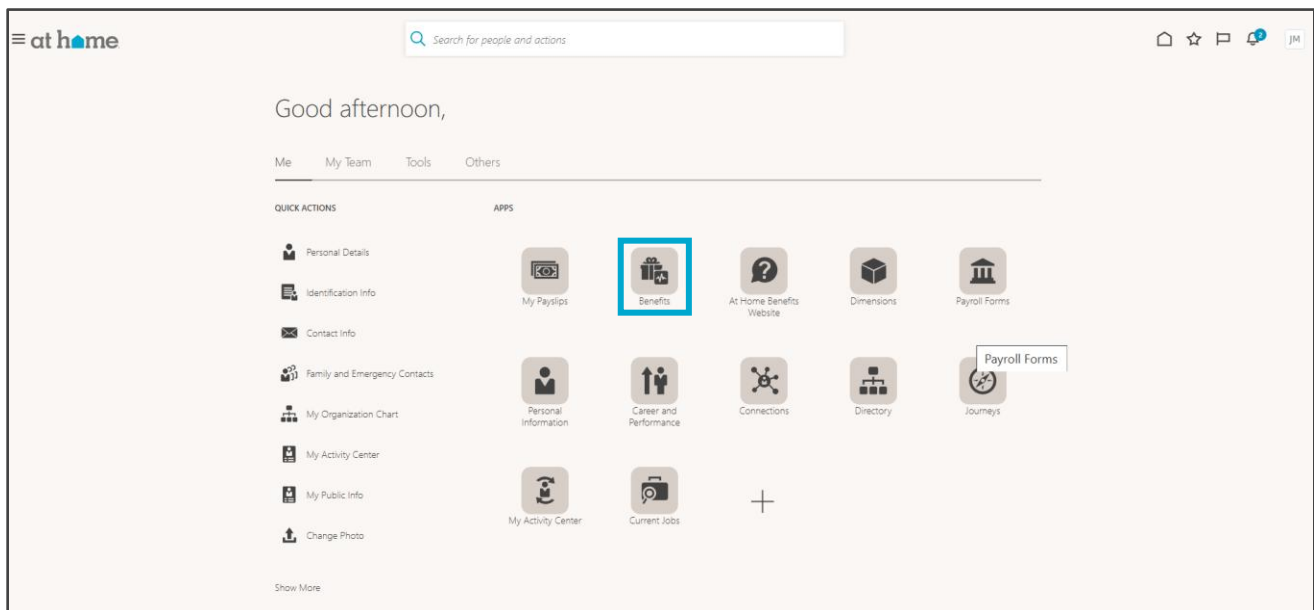 at home
Search for people and actions
2
JM
Good afternoon,
Me My Team Tools Others
QUICK ACTIONS
Personal Details
Identification Info
Contact Info
Family and Emergency Contacts
My Organization Chart
My Activity Center
My Public Info
Change Photo
Show More
APPS
My Payslips
Benefits
At Home Benefits
Website
Dimensions
Payroll Forms
Payroll Forms
Personal
Information
Career and
Performance
Connections
Directory
Journeys
My Activity Center
Current Jobs